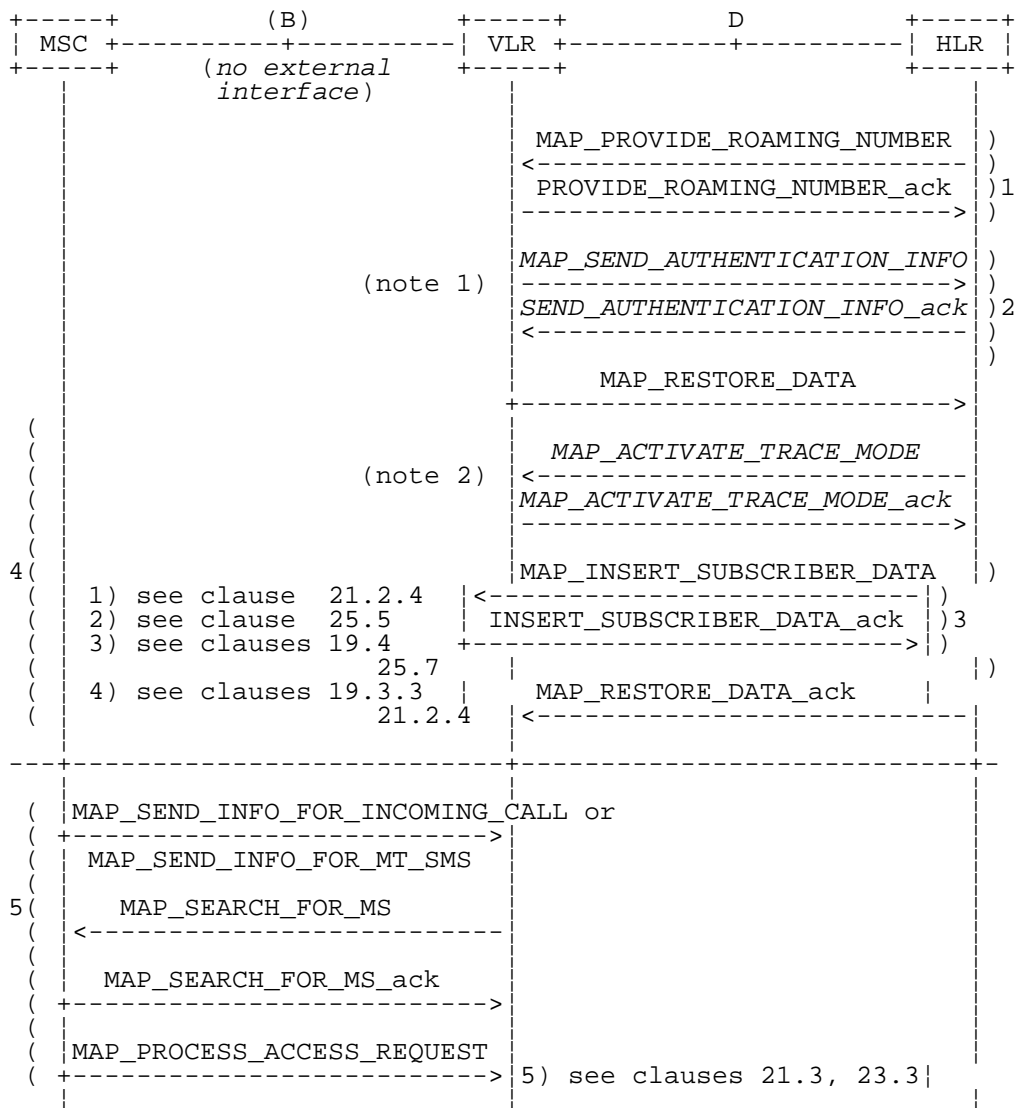 (B) D
MSC VLR HLR
(no external
interface)
MAP_PROVIDE_ROAMING_NUMBER )
)
PROVIDE_ROAMING_NUMBER_ack )1
)
MAP_SEND_AUTHENTICATION_INFO )
(note 1) )
SEND_AUTHENTICATION_INFO_ack )2
)
)
MAP_RESTORE_DATA
(
( MAP_ACTIVATE_TRACE_MODE
( (note 2)
( MAP_ACTIVATE_TRACE_MODE_ack
(
(
4( MAP_INSERT_SUBSCRIBER_DATA )
( 1) see clause 21.2.4 )
( 2) see clause 25.5 INSERT_SUBSCRIBER_DATA_ack )3
( 3) see clauses 19.4 )
( 25.7 )
( 4) see clauses 19.3.3 MAP_RESTORE_DATA_ack
( 21.2.4
( MAP_SEND_INFO_FOR_INCOMING_CALL or
(
( MAP_SEND_INFO_FOR_MT_SMS
(
5( MAP_SEARCH_FOR_MS
(
(
( MAP_SEARCH_FOR_MS_ack
(
(
( MAP_PROCESS_ACCESS_REQUEST
( 5) see clauses 21.3, 23.3